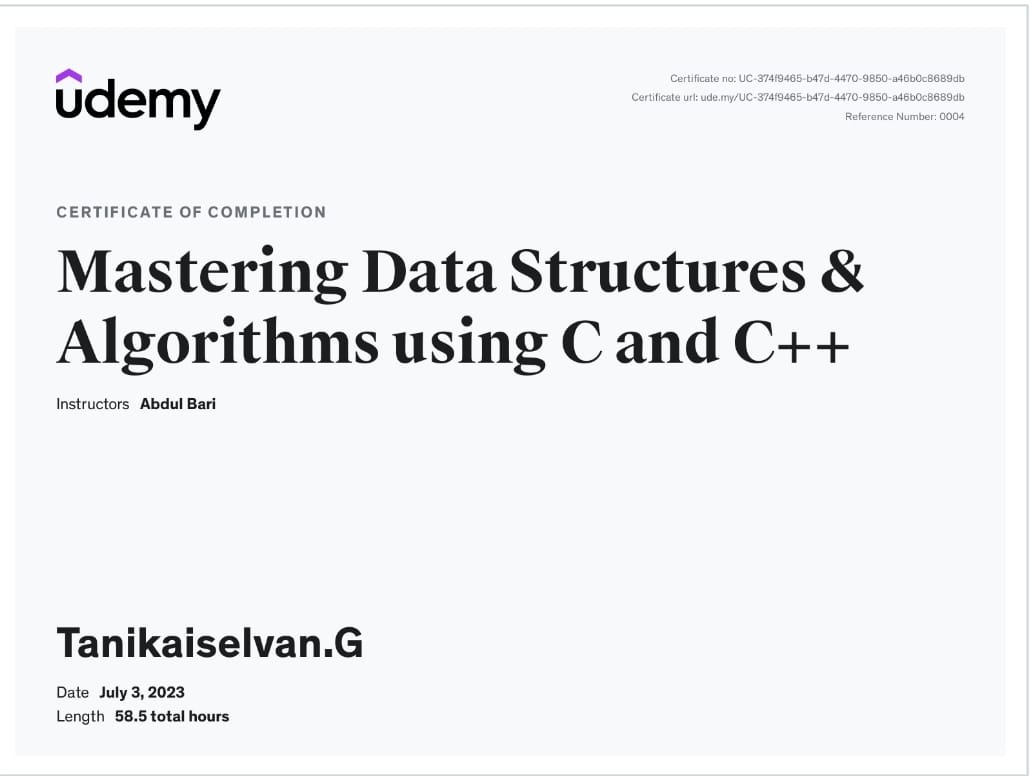 udemy
Certificate no: UC-374f9465-b47d-4470-9850-a46b0c8689db
Certificate url: ude.my/UC-374f9465-b47d-4470-9850-a46b0c8689db
Reference Number: 0004
CERTIFICATE OF COMPLETION
Mastering Data Structures &
Algorithms using C and C++
Instructors Abdul Bari
Tanikaiselvan.G
Date July 3, 2023
Length 58.5 total hours